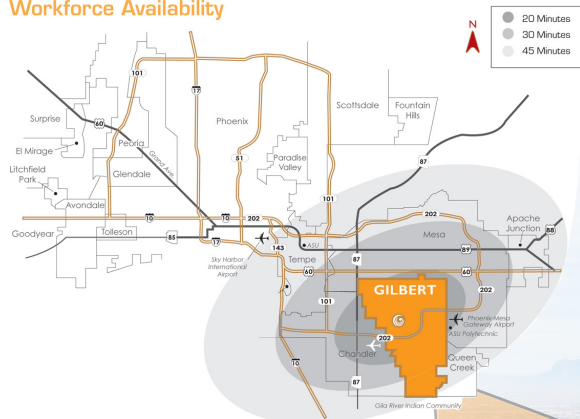 Workforce Availability
N
20 Minutes
30 Minutes
45 Minutes
101
17
Surprise
60
El Mirage
Peoria
Phoenix
Scottsdale
Fountain
Hills
Grand Ave.
51
Paradise
Valley
87
Litchfield
Park
Glendale
101
Avondale
10
10
202
202
Apache
Junction
88
Goodyear
85
Tolleson
17
143
ASU
Mesa
89
Sky Harbor
International
Airport
Tempe
60
87
60
GILBERT
202
101
Phoenix-Mesa
Gateway Airport
ASU Polytechnic
202
Chandler
Queen
Creek
10
87
Gila River Indian Community